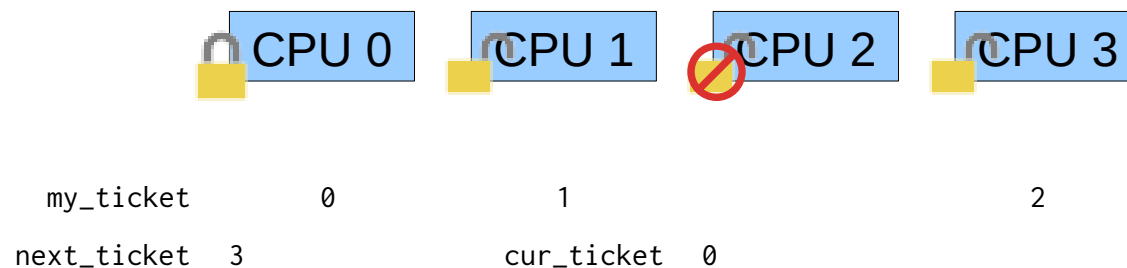 CPU 0 CPU 1 CPU 2 CPU 3
my_ticket 0 1 2
next_ticket 3 cur_ticket 0